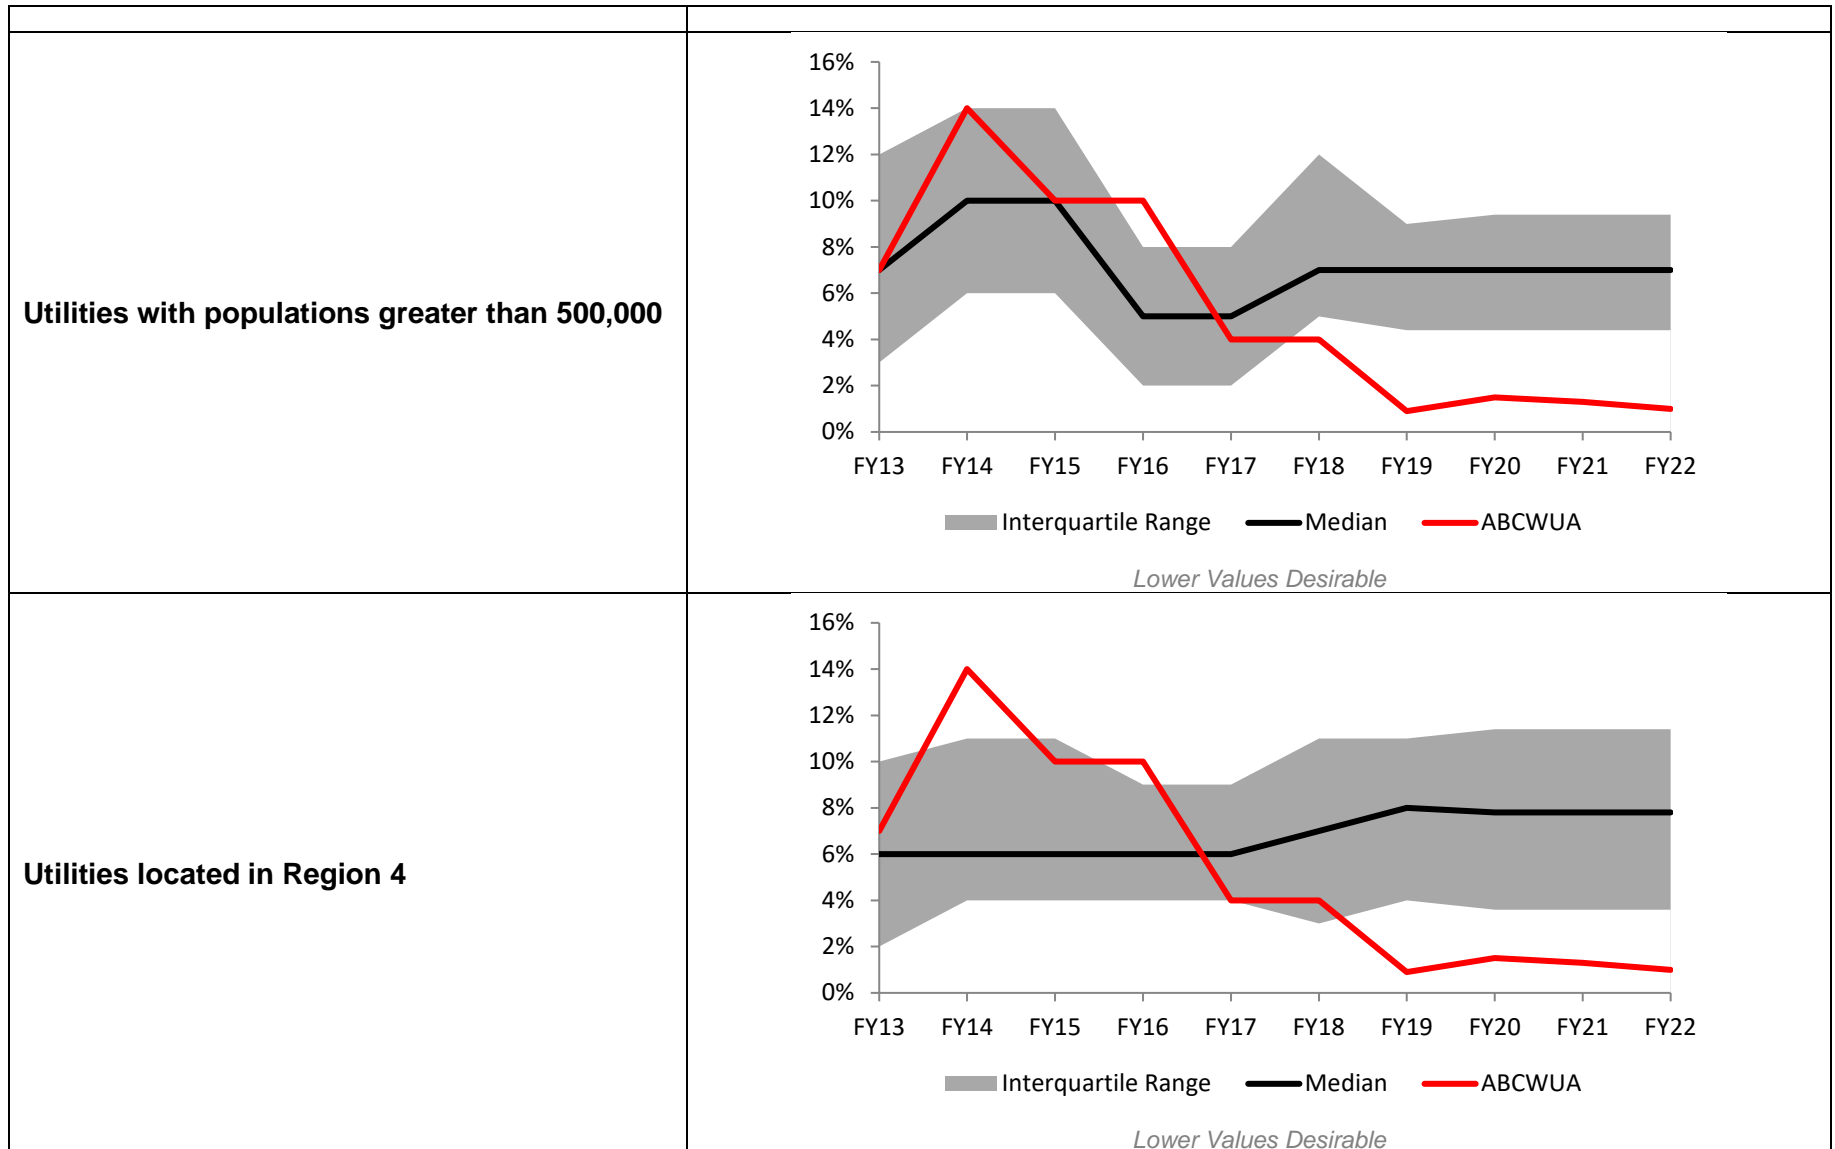 16%
14%
12%
10%
8%
6%
4%
2%
0%
FY13 FY14 FY15 FY16 FY17 FY18 FY19 FY20 FY21 FY22
Interquartile Range Median ABCWUA
Lower Values Desirable
Utilities with populations greater than 500,000
16%
14%
12%
10%
8%
6%
4%
2%
0%
FY13 FY14 FY15 FY16 FY17 FY18 FY19 FY20 FY21 FY22
Interquartile Range Median ABCWUA
Lower Values Desirable
Utilities located in Region 4